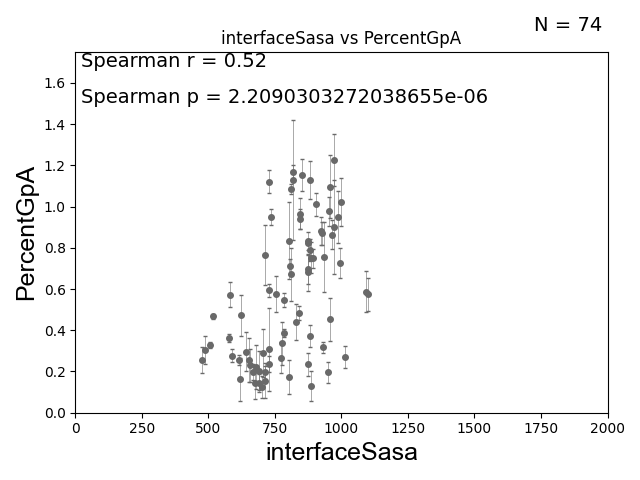 N = 74
interfaceSasa vs PercentGpA
Spearman r = 0.52
Spearman p = 2.2090303272038655e-06
PercentGpA
1.6
1.4
1.2
1.0
0.8
0.6
0.4
0.2
0.0
0 250 500 750 1000 1250 1500 1750 2000
interfaceSasa